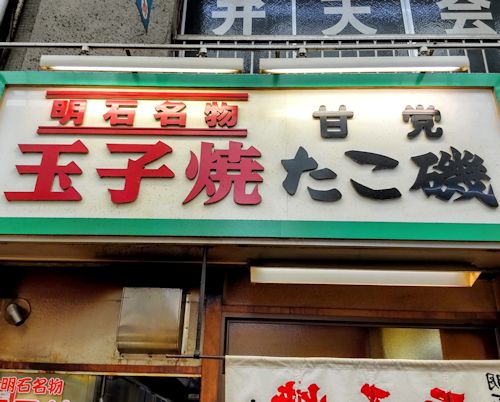 弁天会
明石名物
玉子焼
甘党
たこ磯
明石名物